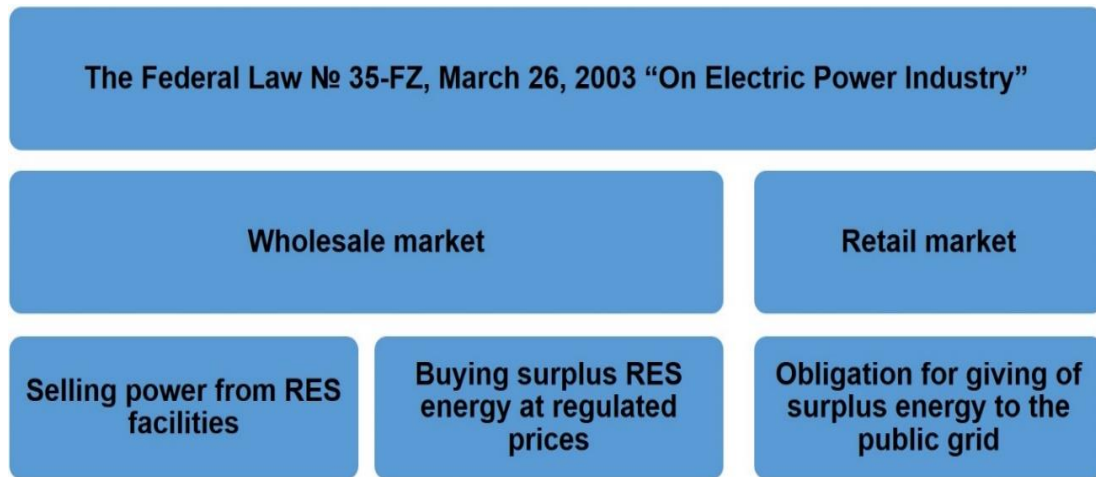 The Federal Law № 35-FZ, March 26, 2003 “On Electric Power Industry”
Wholesale market
Retail market
Selling power from RES
facilities
Buying surplus RES
energy at regulated
prices
Obligation for giving of
surplus energy to the
public grid